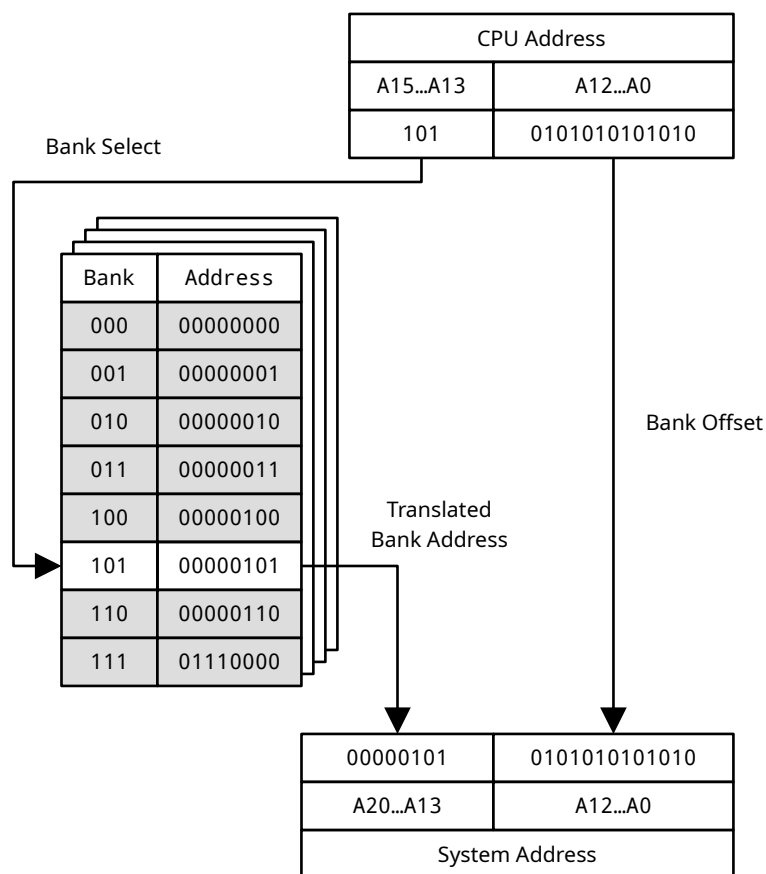 CPU Address
A15…A13 A12…A0
101 0101010101010
Bank Select
Bank Address
000 00000000
001 00000001
010 00000010
011 00000011
100 00000100
101 00000101
110 00000110
111 01110000
Bank Offset
Translated
Bank Address
00000101 0101010101010
A20…A13 A12…A0
System Address